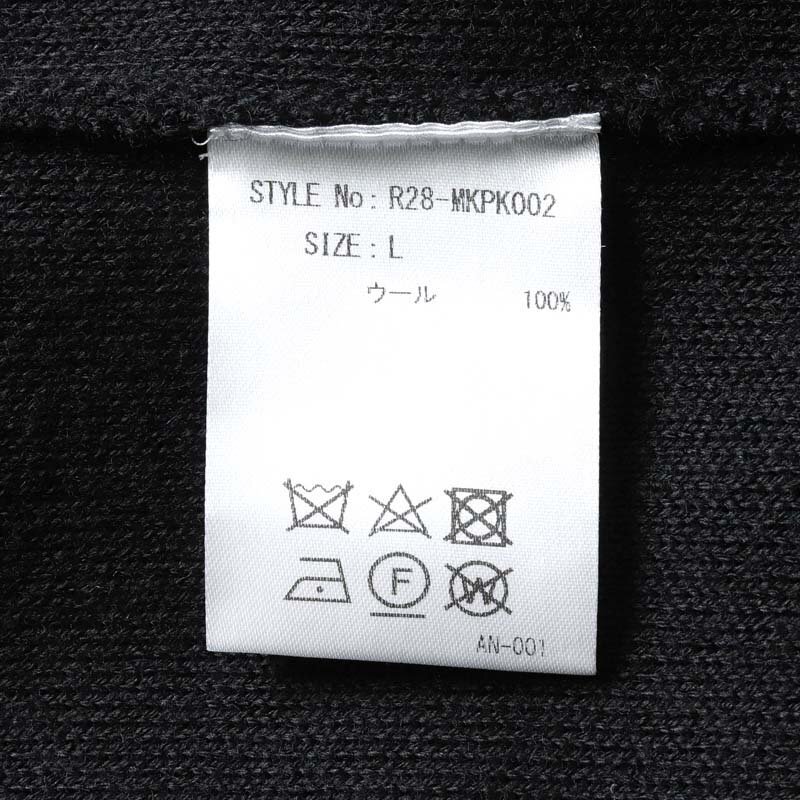 STYLE No: R28-MKPK002
SIZE: L
ウール 100%
F
W
AN-001